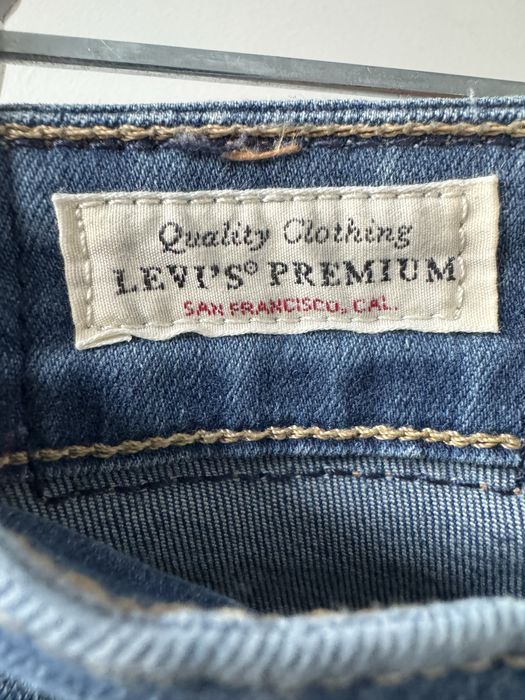 Quality Clothing
LEVI'S® PREMIUM
SAN FRANCISCO, CAL.